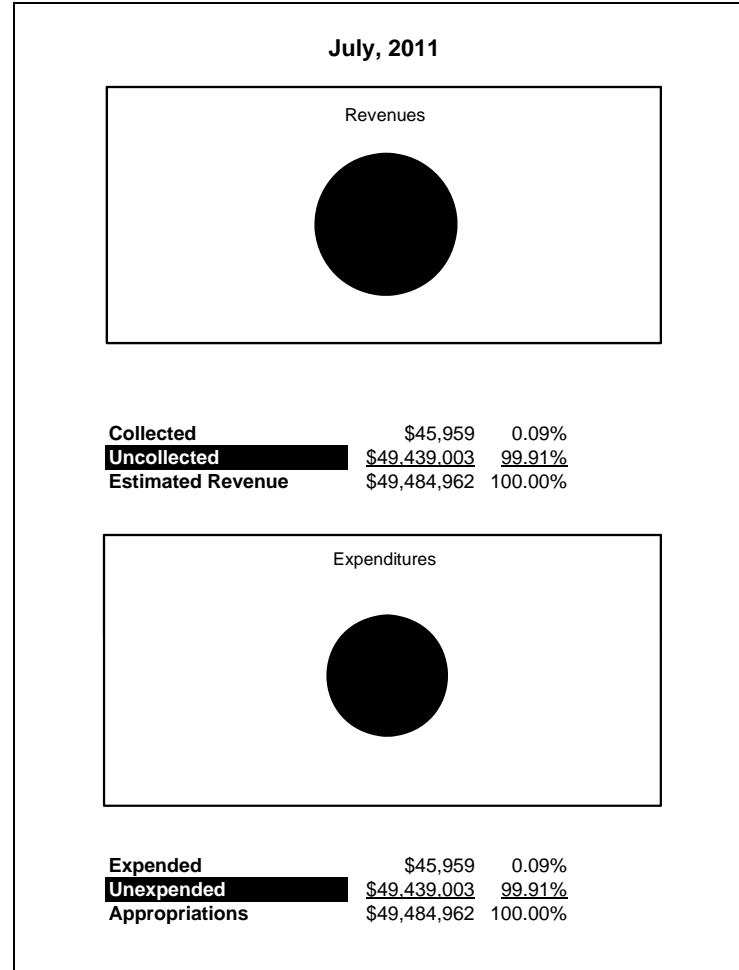 July, 2011
Revenues
Collected $45,959 0.09%
Uncollected $49,439,003 99.91%
Estimated Revenue $49,484,962 100.00%
Expenditures
Expended $45,959 0.09%
Unexpended $49,439,003 99.91%
Appropriations $49,484,962 100.00%